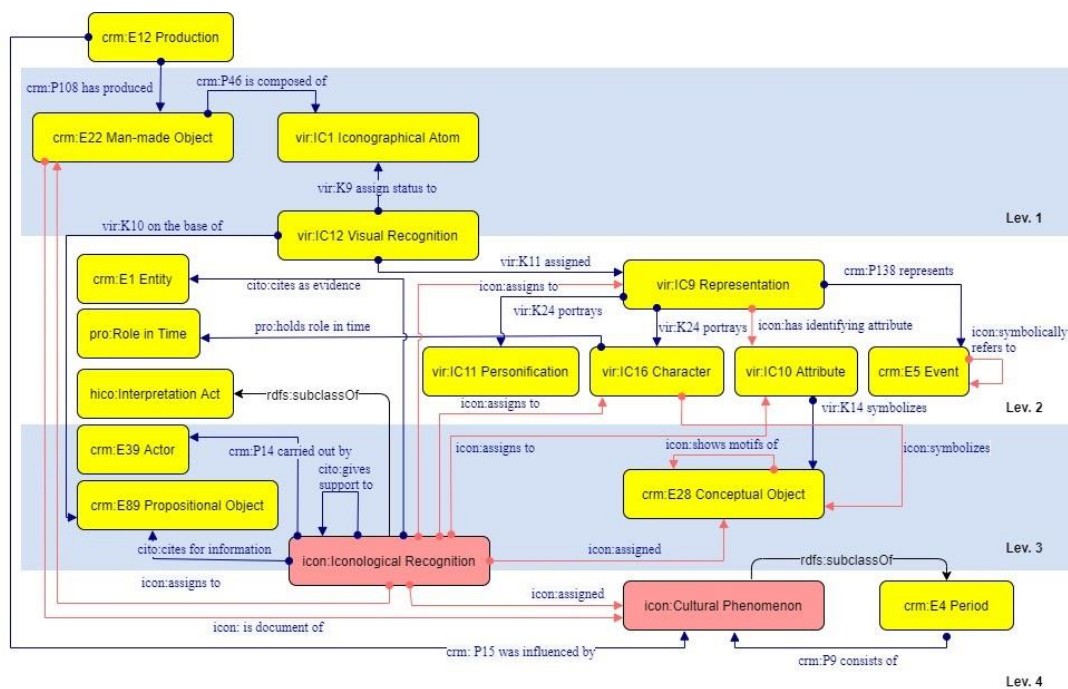 crm:E12 Production
crm:P108 has produced
crm:P46 is composed of
crm:E22 Man-made Object
vir:IC1 Iconographical Atom
vir:K9 assign status to
Lev. 1
vir:K10 on the base of
vir:IC12 Visual Recognition
crm:E1 Entity
cito:cites as evidence
vir:K11 assigned
icon:assigns to
vir:IC9 Representation
crm:P138 represents
pro:Role in Time
pro:holds role in time
vir:K24 portrays
vir:K24 portrays
icon:has identifying attribute
icon:symbolically
refers to
vir:IC11 Personification
vir:IC16 Character
vir:IC10 Attribute
crm:E5 Event
hico:Interpretation Act
rdfs:subclassOf
icon:assigns to
vir:K14 symbolizes
Lev. 2
crm:E39 Actor
crm:P14 carried out by
cito:gives
support to
icon:assigns to
icon:shows motifs of
icon:symbolizes
crm:E89 Propositional Object
crm:E28 Conceptual Object
cito:cites for information
icon:Iconological Recognition
icon:assigned
Lev. 3
icon:assigns to
rdfs:subclassOf
icon:assigned
icon:Cultural Phenomenon
crm:E4 Period
icon: is document of
crm: P15 was influenced by
crm:P9 consists of
Lev. 4